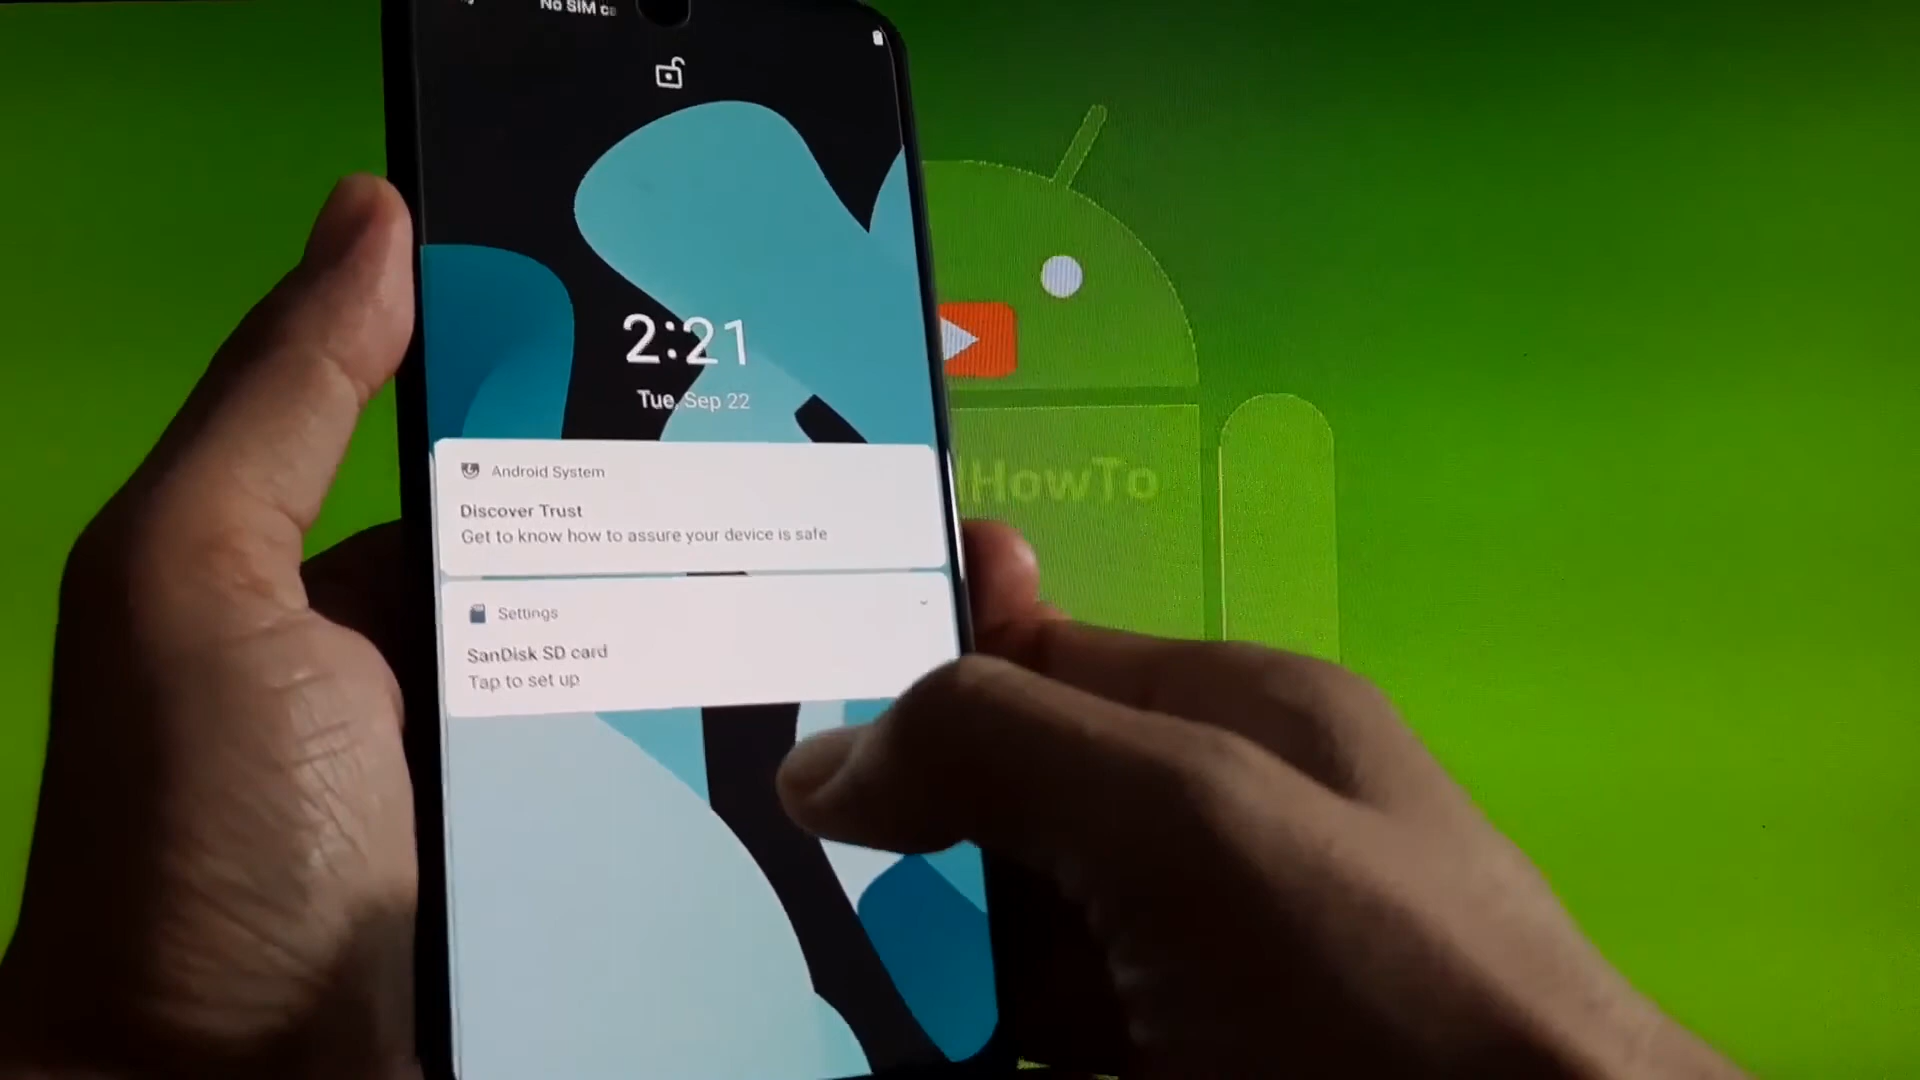 No SIM
2:21
Tue, Sep 22
Android System
Discover Trust
Get to know how to assure your device is safe
Settings
SanDisk SD card
Tap to set up
HowTo